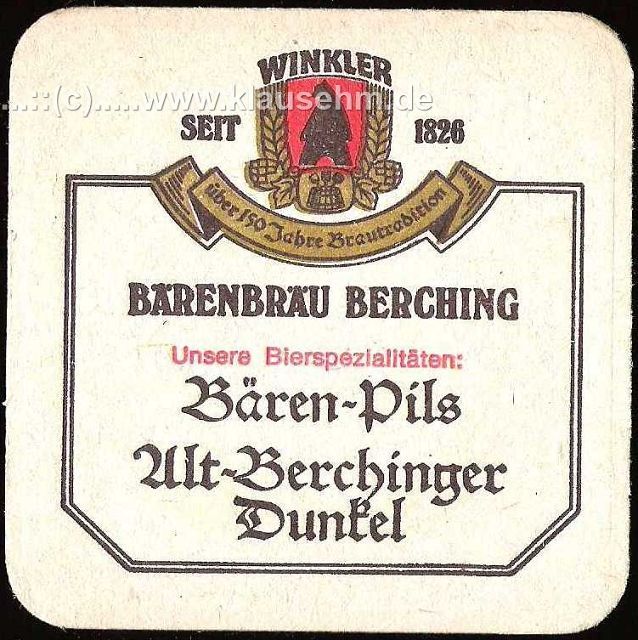 WINKLER
...::(c).....www.klausehm.de
SEIT 1826
über 150 Jahre Brautradition
BÄRENBRÄU BERCHING
Unsere Bierspezialitäten:
Bären-Pils
Alt-Berchinger
Dunkel